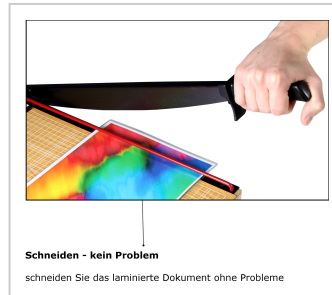 Schneiden - kein Problem
schneiden Sie das laminierte Dokument ohne Probleme